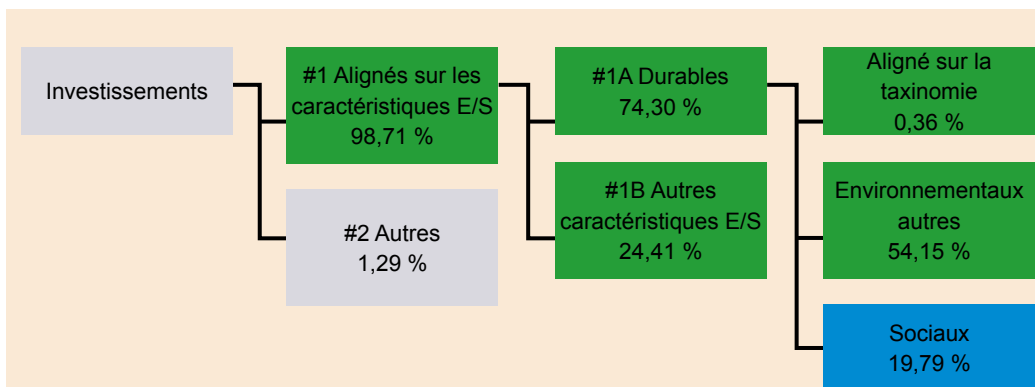 Investissements
#1 Alignés sur les
caractéristiques E/S
98,71 %
#2 Autres
1,29 %
#1A Durables
74,30 %
#1B Autres
caractéristiques E/S
24,41 %
Aligné sur la
taxinomie
0,36 %
Environnementaux
autres
54,15 %
Sociaux
19,79 %